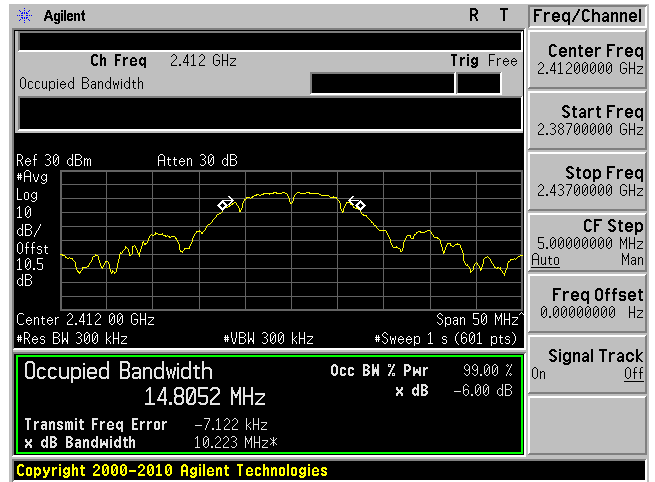 Agilent R T
Ch Freq 2.412 GHz Trig Free
Occupied Bandwidth
Ref 30 dBm Atten 30 dB
#Avg
Log
10
dB/
Offst
10.5
dB
Center 2.412 00 GHz Span 50 MHz^
#Res BW 300 kHz #VBW 300 kHz #Sweep 1 s (601 pts)
Occupied Bandwidth Occ BW % Pwr 99.00 %
14.8052 MHz x dB -6.00 dB
Transmit Freq Error -7.122 kHz
x dB Bandwidth 10.223 MHz*
Copyright 2000-2010 Agilent Technologies
Freq/Channel
Center Freq
2.41200000 GHz
Start Freq
2.38700000 GHz
Stop Freq
2.43700000 GHz
CF Step
5.00000000 MHz
Auto Man
Freq Offset
0.00000000 Hz
Signal Track
On Off